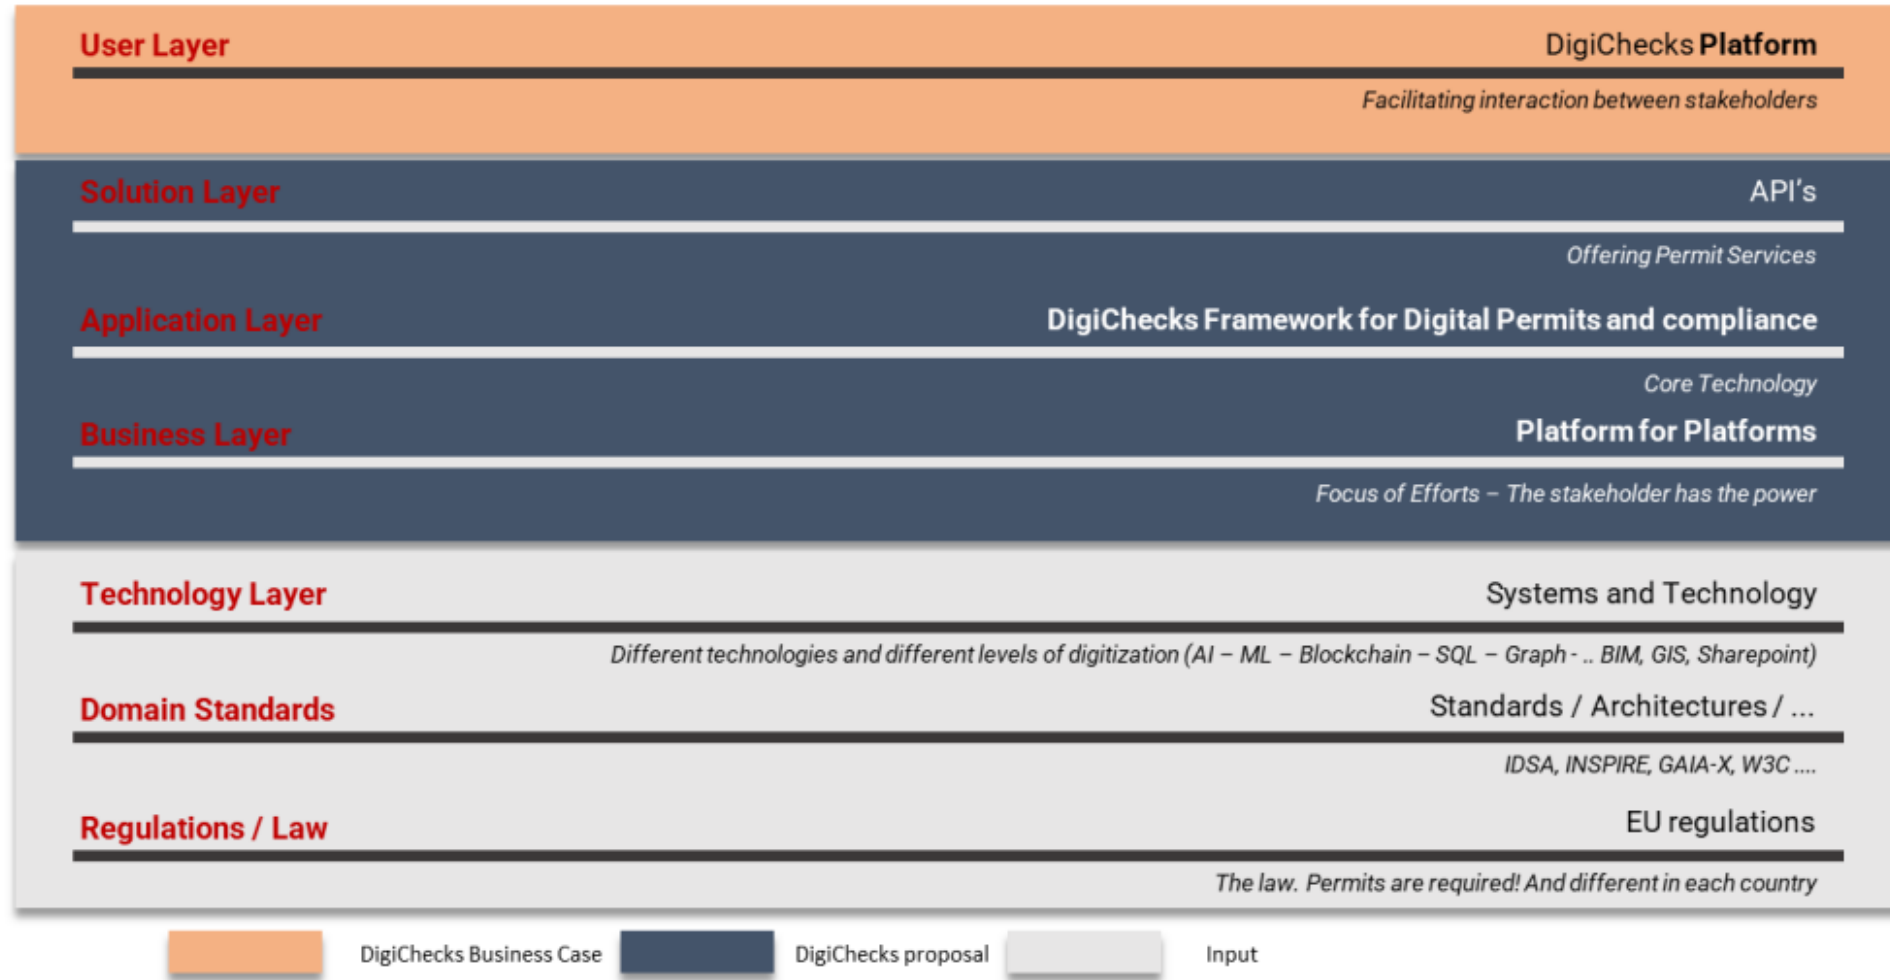 User Layer
DigiChecks Platform
Facilitating interaction between stakeholders
Solution Layer
API's
Offering Permit Services
Application Layer
DigiChecks Framework for Digital Permits and compliance
Core Technology
Business Layer
Platform for Platforms
Focus of Efforts – The stakeholder has the power
Technology Layer
Systems and Technology
Different technologies and different levels of digitization (AI – ML – Blockchain – SQL – Graph - .. BIM, GIS, Sharepoint)
Domain Standards
Standards / Architectures / ...
IDSA, INSPIRE, GAIA-X, W3C ....
Regulations / Law
EU regulations
The law. Permits are required! And different in each country
DigiChecks Business Case
DigiChecks proposal
Input